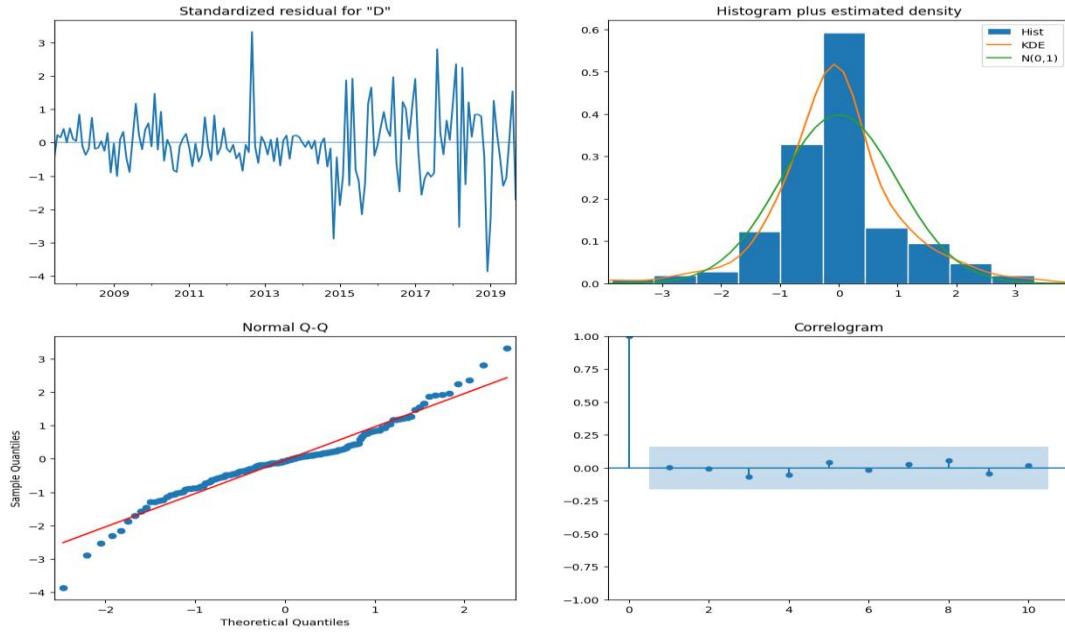 Standardized residual for "D"
3
2
1
0
−1
−2
−3
−4
2009 2011 2013 2015 2017 2019
Histogram plus estimated density
Hist
KDE
N(0,1)
0.6
0.5
0.4
0.3
0.2
0.1
0.0
−3 −2 −1 0 1 2 3
Normal Q-Q
Sample Quantiles
3
2
1
0
−1
−2
−3
−4
−2 −1 0 1 2
Theoretical Quantiles
Correlogram
1.00
0.75
0.50
0.25
0.00
−0.25
−0.50
−0.75
−1.00
0 2 4 6 8 10